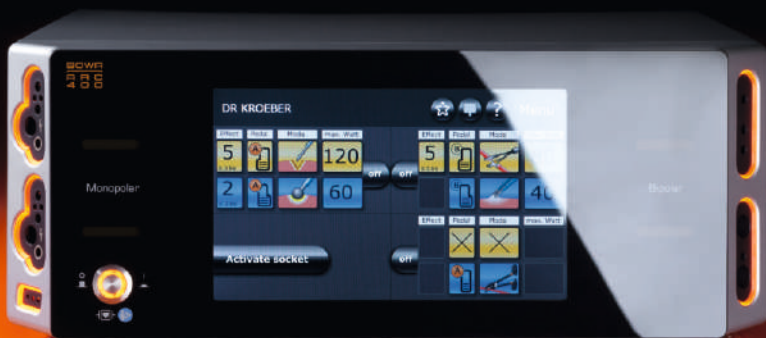 BOWA
ARC
400
DR KROEBER
?
Menu
Effect Pedal Mode max. Watt
5 A 120
off
2 A 60
Monopolar
Effect Pedal Mode
off
5 B
B 40
Effect Pedal Mode max. Watt
Activate socket
off
A